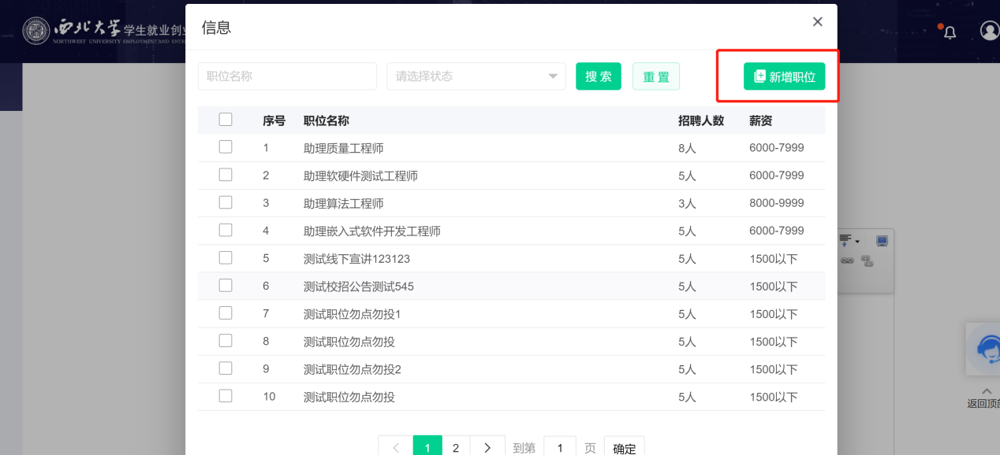 信息
西北大学 学生就业创业
NORTHWEST UNIVERSITY EMPLOYMENT AND ENTRE
职位名称 请选择状态 搜索 重置 新增职位
序号 职位名称 招聘人数 薪资
1 助理质量工程师 8人 6000-7999
2 助理软硬件测试工程师 5人 6000-7999
3 助理算法工程师 3人 8000-9999
4 助理嵌入式软件开发工程师 5人 6000-7999
5 测试线下宣讲123123 5人 1500以下
6 测试校招公告测试545 5人 1500以下
7 测试职位勿点勿投1 5人 1500以下
8 测试职位勿点勿投 5人 1500以下
9 测试职位勿点勿投2 5人 1500以下
10 测试职位勿点勿投 5人 1500以下
返回顶部
1 2 到第 1 页 确定